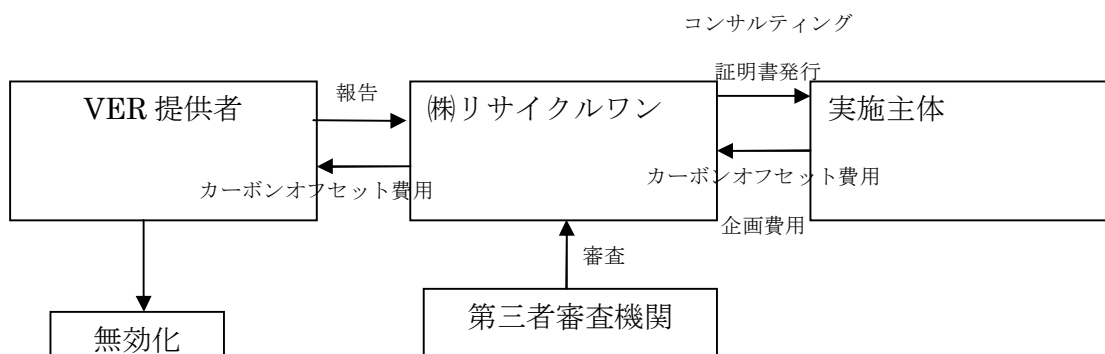 コンサルティング
証明書発行
VER 提供者
報告
㈱リサイクルワン
実施主体
カーボンオフセット費用
カーボンオフセット費用
企画費用
審査
第三者審査機関
無効化